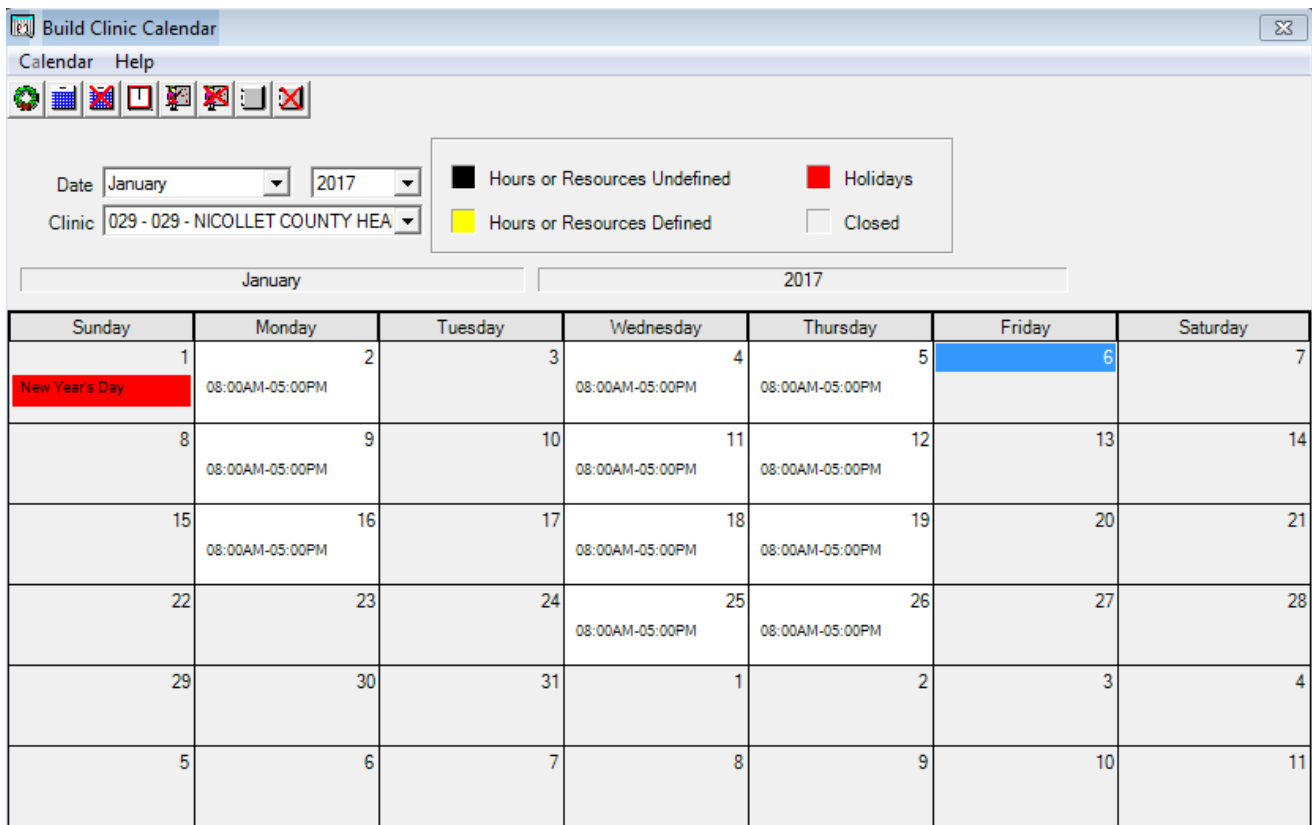 Build Clinic Calendar
Calendar Help
Date January 2017
Clinic 029 - 029 - NICOLLET COUNTY HEA
Hours or Resources Undefined Holidays
Hours or Resources Defined Closed
January 2017
Sunday Monday Tuesday Wednesday Thursday Friday Saturday
1 2 3 4 5 6 7
New Year's Day 08:00AM-05:00PM 08:00AM-05:00PM 08:00AM-05:00PM
8 9 10 11 12 13 14
08:00AM-05:00PM 08:00AM-05:00PM 08:00AM-05:00PM
15 16 17 18 19 20 21
08:00AM-05:00PM 08:00AM-05:00PM 08:00AM-05:00PM
22 23 24 25 26 27 28
08:00AM-05:00PM 08:00AM-05:00PM
29 30 31 1 2 3 4
5 6 7 8 9 10 11